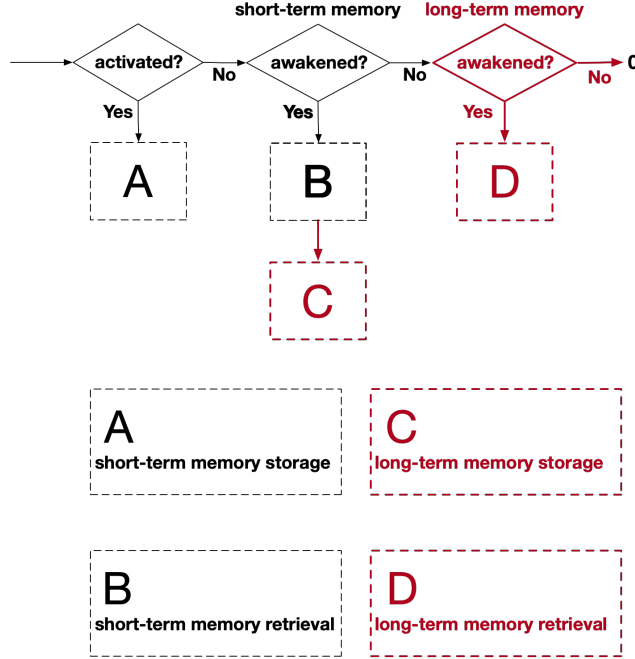 short-term memory long-term memory
activated? No awakened? No awakened? No 0
Yes Yes Yes
A B D
C
A C
short-term memory storage long-term memory storage
B D
short-term memory retrieval long-term memory retrieval